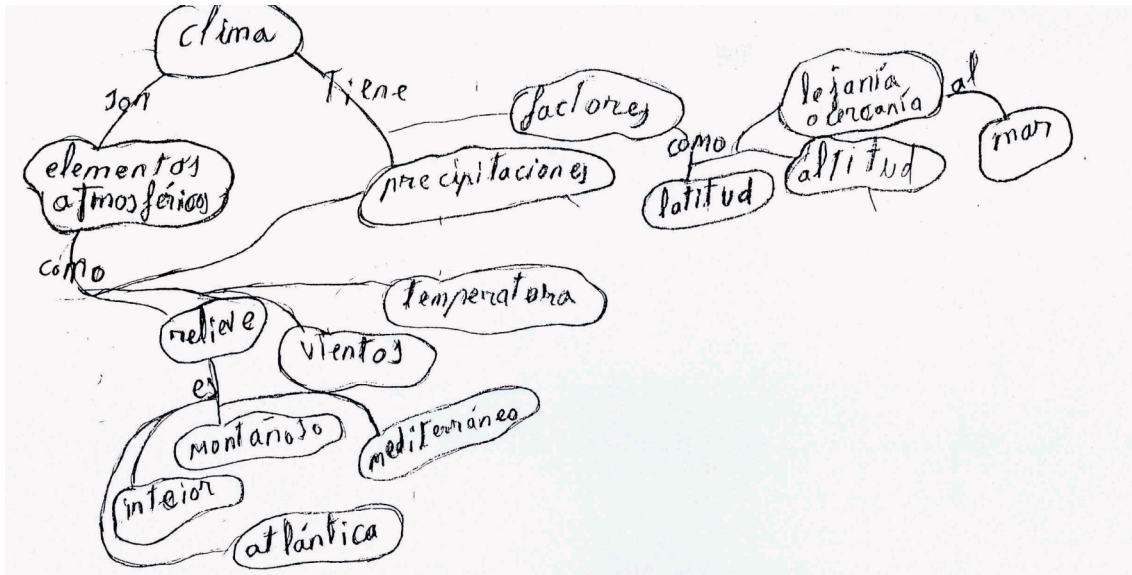 clima
son
Tiene
factores
lejanía
o cercanía
al
mar
como
elementos
atmosféricos
precipitaciones
latitud
altitud
como
temperatura
relieve
vientos
es
montañoso
mediterráneo
inteior
atlántica